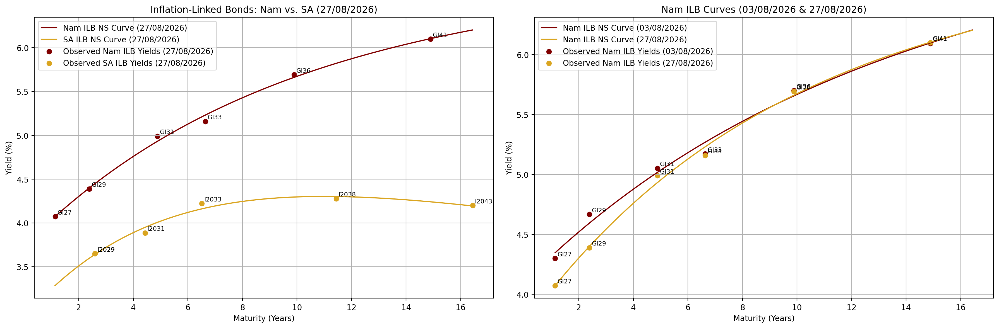 Inflation-Linked Bonds: Nam vs. SA (27/08/2026)
Nam ILB NS Curve (27/08/2026)
SA ILB NS Curve (27/08/2026)
Observed Nam ILB Yields (27/08/2026)
Observed SA ILB Yields (27/08/2026)
Yield (%)
6.0
5.5
5.0
4.5
4.0
3.5
GI27
GI29
GI31
GI33
GI36
GI41
I2029
I2031
I2033
I2038
I2043
2
4
6
8
10
12
14
16
Maturity (Years)
Nam ILB Curves (03/08/2026 & 27/08/2026)
Nam ILB NS Curve (03/08/2026)
Nam ILB NS Curve (27/08/2026)
Observed Nam ILB Yields (03/08/2026)
Observed Nam ILB Yields (27/08/2026)
Yield (%)
6.0
5.5
5.0
4.5
4.0
GI27
GI27
GI29
GI29
GI31
GI31
GI33
GI33
GI36
GI36
GI41
GI41
2
4
6
8
10
12
14
16
Maturity (Years)